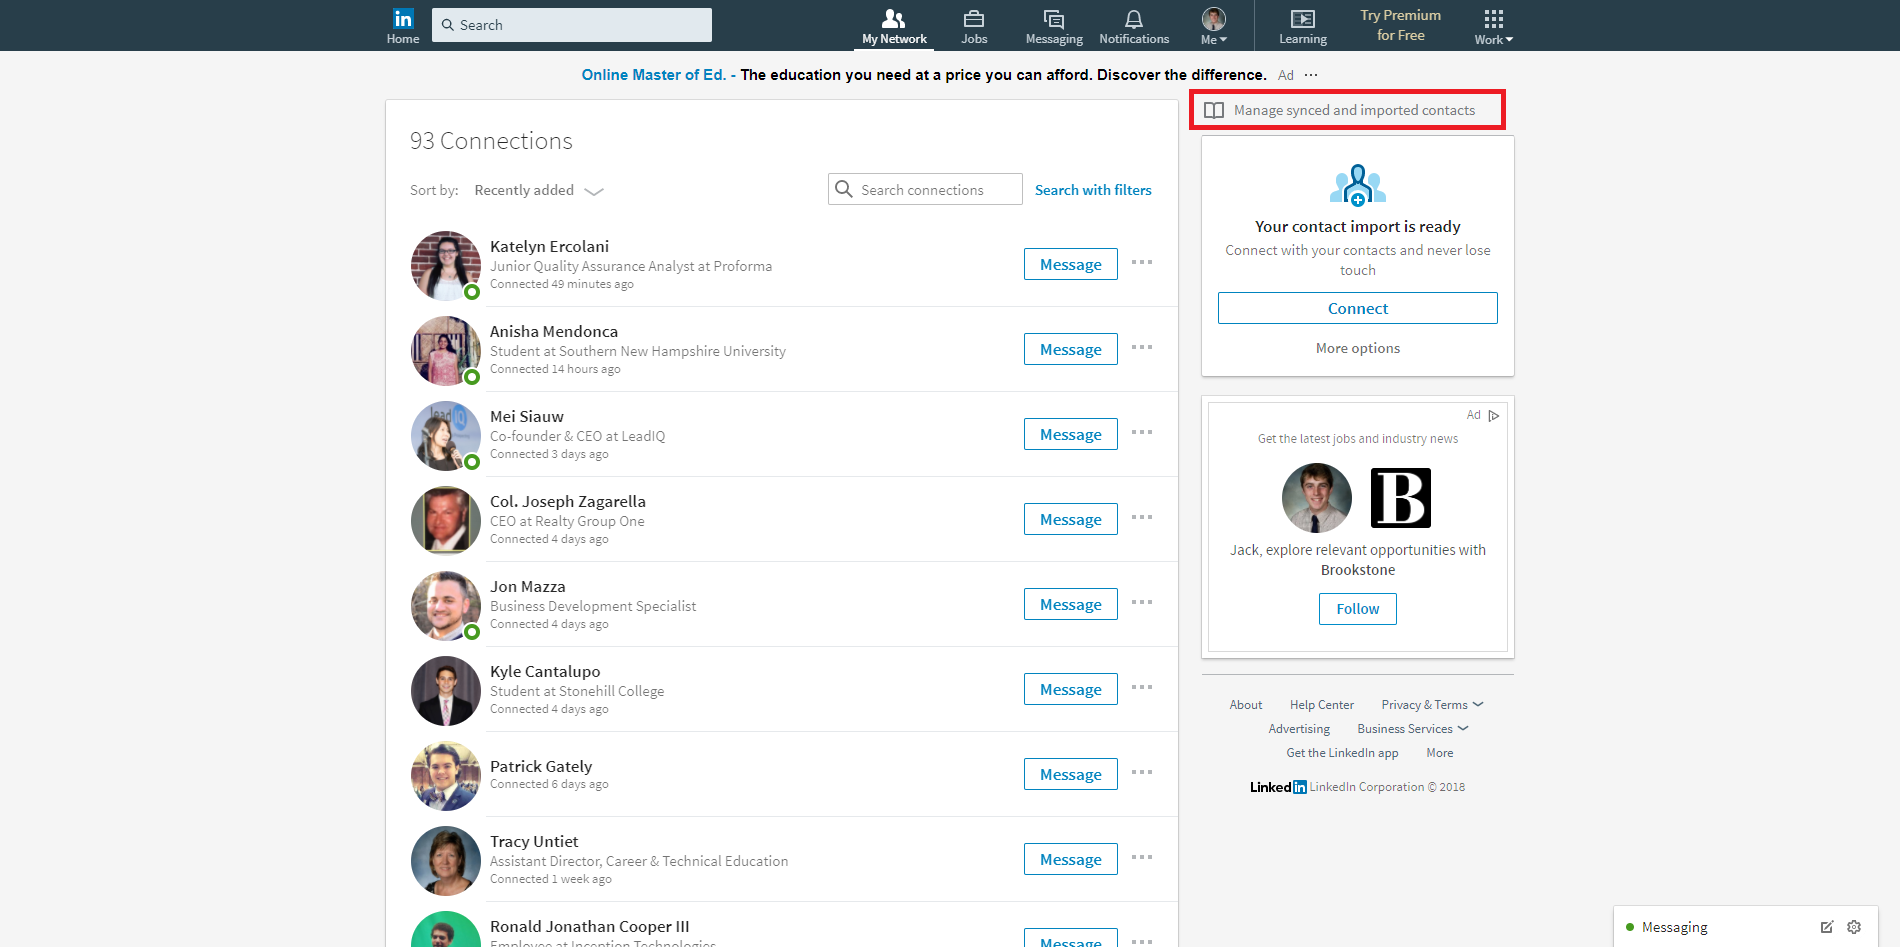 in
Home
Search
My Network
Jobs
Messaging
Notifications
Me
Learning
Try Premium
for Free
Work
Online Master of Ed. - The education you need at a price you can afford. Discover the difference. Ad ...
93 Connections
Sort by: Recently added
Search connections
Search with filters
Katelyn Ercolani
Junior Quality Assurance Analyst at Proforma
Connected 49 minutes ago
Message
Anisha Mendonca
Student at Southern New Hampshire University
Connected 14 hours ago
Message
Mei Siauw
Co-founder & CEO at LeadIQ
Connected 3 days ago
Message
Col. Joseph Zagarella
CEO at Realty Group One
Connected 4 days ago
Message
Jon Mazza
Business Development Specialist
Connected 4 days ago
Message
Kyle Cantalupo
Student at Stonehill College
Connected 4 days ago
Message
Patrick Gately
Connected 6 days ago
Message
Tracy Untiet
Assistant Director, Career & Technical Education
Connected 1 week ago
Message
Ronald Jonathan Cooper III
Employee at Inception Technologies
Message
Manage synced and imported contacts
Your contact import is ready
Connect with your contacts and never lose
touch
Connect
More options
Ad
Get the latest jobs and industry news
B
Jack, explore relevant opportunities with
Brookstone
Follow
About Help Center Privacy & Terms
Advertising Business Services
Get the LinkedIn app More
Linked in LinkedIn Corporation © 2018
Messaging